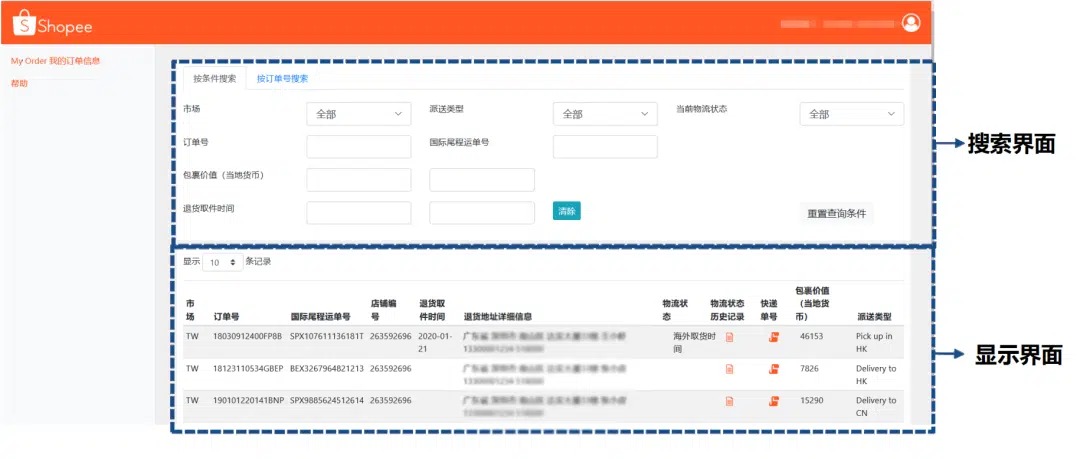 Shopee
My Order 我的订单信息
帮助
按条件搜索 按订单号搜索
市场 全部 派送类型 全部 当前物流状态 全部
订单号 国际尾程运单号
包裹价值（当地货币）
退货取件时间 清除 重置查询条件
搜索界面
显示 10 条记录
市场 订单号 国际尾程运单号 店铺编号 退货取件时间 退货地址详细信息 物流状态 物流状态历史记录 快递单号 包裹价值（当地货币） 派送类型
TW 18030912400FP8B SPX107611136181T 263592696 2020-01-21 海外取货时间 46153 Pick up in HK
TW 18123110534GBEP BEX3267964821213 263592696 7826 Delivery to HK
TW 190101220141BNP SPX9885624512614 263592696 15290 Delivery to CN
显示界面